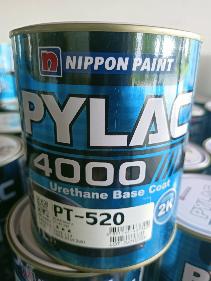 n NIPPON PAINT
PYLAC
4000
Urethane Base Coat
PT-520
2K